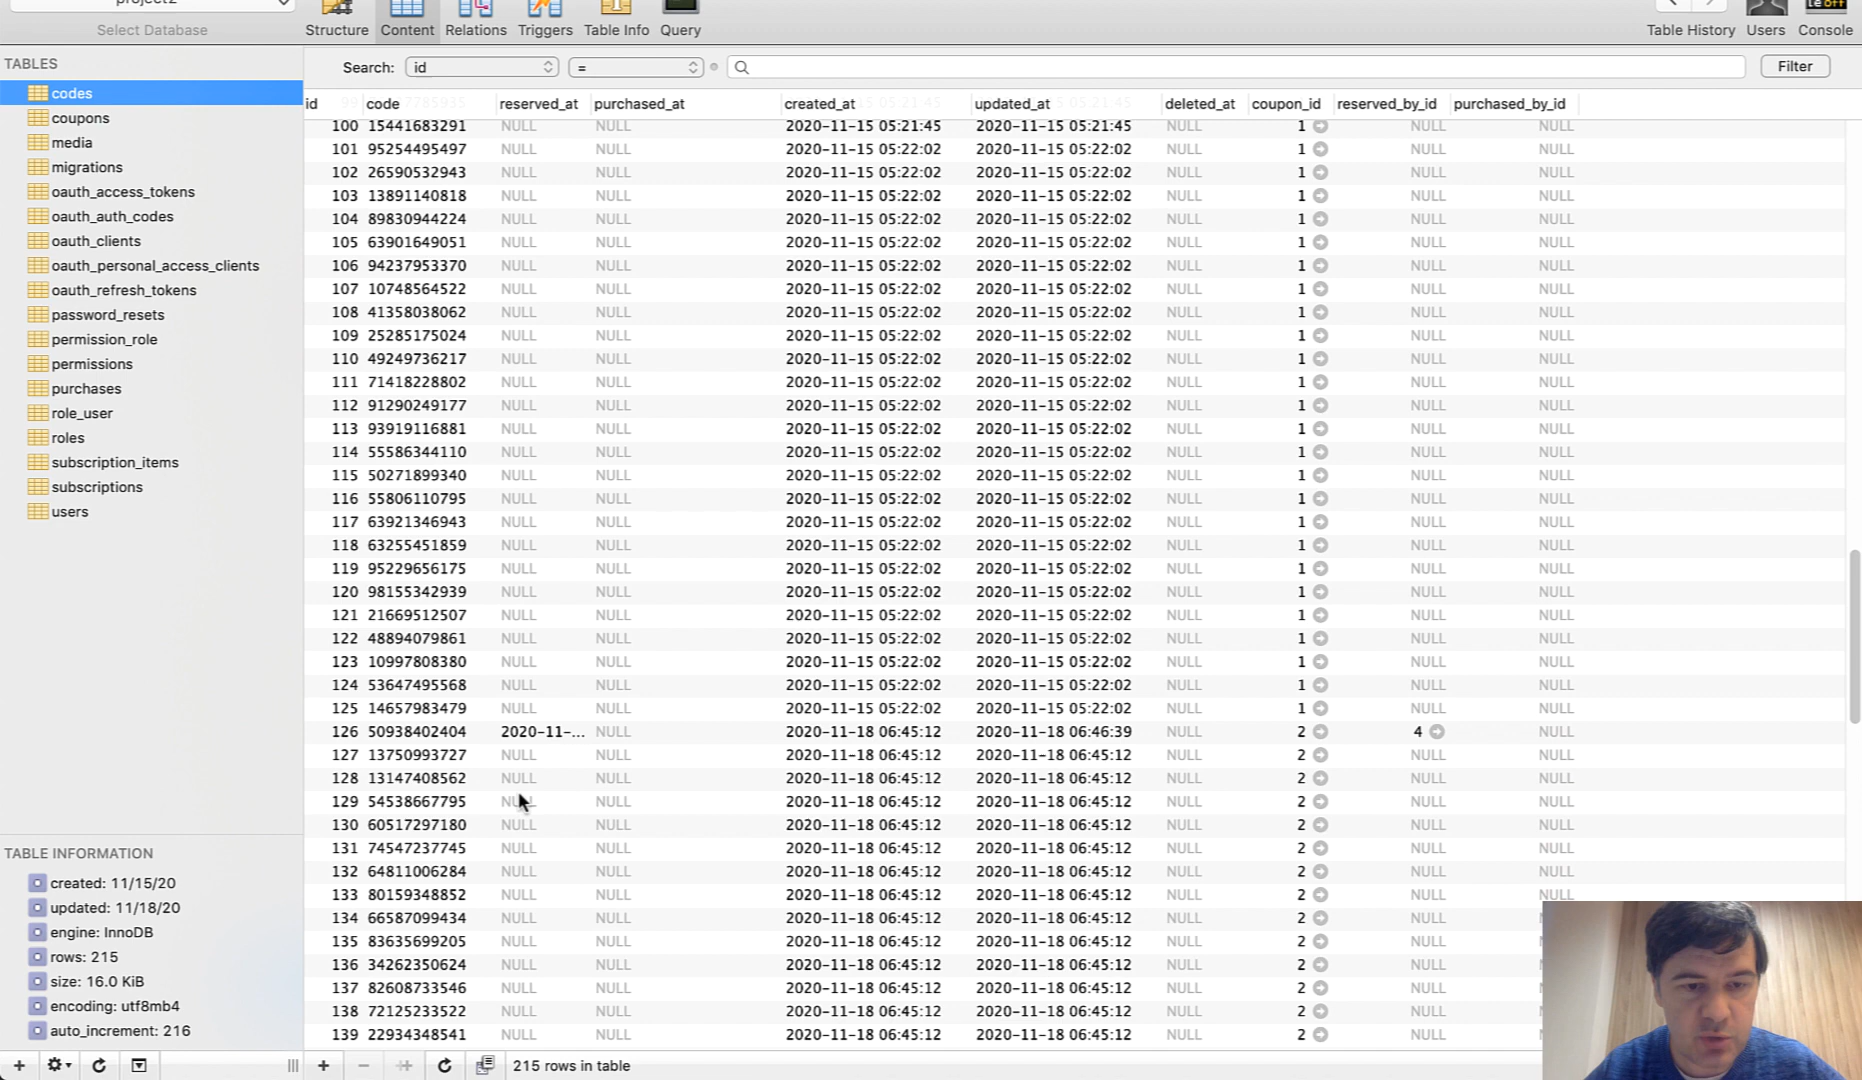 project2
Select Database
Structure Content Relations Triggers Table Info Query
Table History Users Console
TABLES
codes
coupons
media
migrations
oauth_access_tokens
oauth_auth_codes
oauth_clients
oauth_personal_access_clients
oauth_refresh_tokens
password_resets
permission_role
permissions
purchases
role_user
roles
subscription_items
subscriptions
users
TABLE INFORMATION
created: 11/15/20
updated: 11/18/20
engine: InnoDB
rows: 215
size: 16.0 KiB
encoding: utf8mb4
auto_increment: 216
Search: id = Filter
id code reserved_at purchased_at created_at updated_at deleted_at coupon_id reserved_by_id purchased_by_id
100 15441683291 NULL NULL 2020-11-15 05:21:45 2020-11-15 05:21:45 NULL 1 NULL NULL
101 95254495497 NULL NULL 2020-11-15 05:22:02 2020-11-15 05:22:02 NULL 1 NULL NULL
102 26590532943 NULL NULL 2020-11-15 05:22:02 2020-11-15 05:22:02 NULL 1 NULL NULL
103 13891140818 NULL NULL 2020-11-15 05:22:02 2020-11-15 05:22:02 NULL 1 NULL NULL
104 89830944224 NULL NULL 2020-11-15 05:22:02 2020-11-15 05:22:02 NULL 1 NULL NULL
105 63901649051 NULL NULL 2020-11-15 05:22:02 2020-11-15 05:22:02 NULL 1 NULL NULL
106 94237953370 NULL NULL 2020-11-15 05:22:02 2020-11-15 05:22:02 NULL 1 NULL NULL
107 10748564522 NULL NULL 2020-11-15 05:22:02 2020-11-15 05:22:02 NULL 1 NULL NULL
108 41358038062 NULL NULL 2020-11-15 05:22:02 2020-11-15 05:22:02 NULL 1 NULL NULL
109 25285175024 NULL NULL 2020-11-15 05:22:02 2020-11-15 05:22:02 NULL 1 NULL NULL
110 49249736217 NULL NULL 2020-11-15 05:22:02 2020-11-15 05:22:02 NULL 1 NULL NULL
111 71418228802 NULL NULL 2020-11-15 05:22:02 2020-11-15 05:22:02 NULL 1 NULL NULL
112 91290249177 NULL NULL 2020-11-15 05:22:02 2020-11-15 05:22:02 NULL 1 NULL NULL
113 93919116881 NULL NULL 2020-11-15 05:22:02 2020-11-15 05:22:02 NULL 1 NULL NULL
114 55586344110 NULL NULL 2020-11-15 05:22:02 2020-11-15 05:22:02 NULL 1 NULL NULL
115 50271899340 NULL NULL 2020-11-15 05:22:02 2020-11-15 05:22:02 NULL 1 NULL NULL
116 55806110795 NULL NULL 2020-11-15 05:22:02 2020-11-15 05:22:02 NULL 1 NULL NULL
117 63921346943 NULL NULL 2020-11-15 05:22:02 2020-11-15 05:22:02 NULL 1 NULL NULL
118 63255451859 NULL NULL 2020-11-15 05:22:02 2020-11-15 05:22:02 NULL 1 NULL NULL
119 95229656175 NULL NULL 2020-11-15 05:22:02 2020-11-15 05:22:02 NULL 1 NULL NULL
120 98155342939 NULL NULL 2020-11-15 05:22:02 2020-11-15 05:22:02 NULL 1 NULL NULL
121 21669512507 NULL NULL 2020-11-15 05:22:02 2020-11-15 05:22:02 NULL 1 NULL NULL
122 48894079861 NULL NULL 2020-11-15 05:22:02 2020-11-15 05:22:02 NULL 1 NULL NULL
123 10997808380 NULL NULL 2020-11-15 05:22:02 2020-11-15 05:22:02 NULL 1 NULL NULL
124 53647495568 NULL NULL 2020-11-15 05:22:02 2020-11-15 05:22:02 NULL 1 NULL NULL
125 14657983479 NULL NULL 2020-11-15 05:22:02 2020-11-15 05:22:02 NULL 1 NULL NULL
126 50938402404 2020-11-... NULL 2020-11-18 06:45:12 2020-11-18 06:46:39 NULL 2 4 NULL
127 13750993727 NULL NULL 2020-11-18 06:45:12 2020-11-18 06:45:12 NULL 2 NULL NULL
128 13147408562 NULL NULL 2020-11-18 06:45:12 2020-11-18 06:45:12 NULL 2 NULL NULL
129 54538667795 NULL NULL 2020-11-18 06:45:12 2020-11-18 06:45:12 NULL 2 NULL NULL
130 60517297180 NULL NULL 2020-11-18 06:45:12 2020-11-18 06:45:12 NULL 2 NULL NULL
131 74547237745 NULL NULL 2020-11-18 06:45:12 2020-11-18 06:45:12 NULL 2 NULL NULL
132 64811006284 NULL NULL 2020-11-18 06:45:12 2020-11-18 06:45:12 NULL 2 NULL NULL
133 80159348852 NULL NULL 2020-11-18 06:45:12 2020-11-18 06:45:12 NULL 2 NULL NULL
134 66587099434 NULL NULL 2020-11-18 06:45:12 2020-11-18 06:45:12 NULL 2 NULL
135 83635699205 NULL NULL 2020-11-18 06:45:12 2020-11-18 06:45:12 NULL 2 NULL
136 34262350624 NULL NULL 2020-11-18 06:45:12 2020-11-18 06:45:12 NULL 2 NULL
137 82608733546 NULL NULL 2020-11-18 06:45:12 2020-11-18 06:45:12 NULL 2 NULL
138 72125233522 NULL NULL 2020-11-18 06:45:12 2020-11-18 06:45:12 NULL 2 NULL
139 22934348541 NULL NULL 2020-11-18 06:45:12 2020-11-18 06:45:12 NULL 2 NULL
215 rows in table